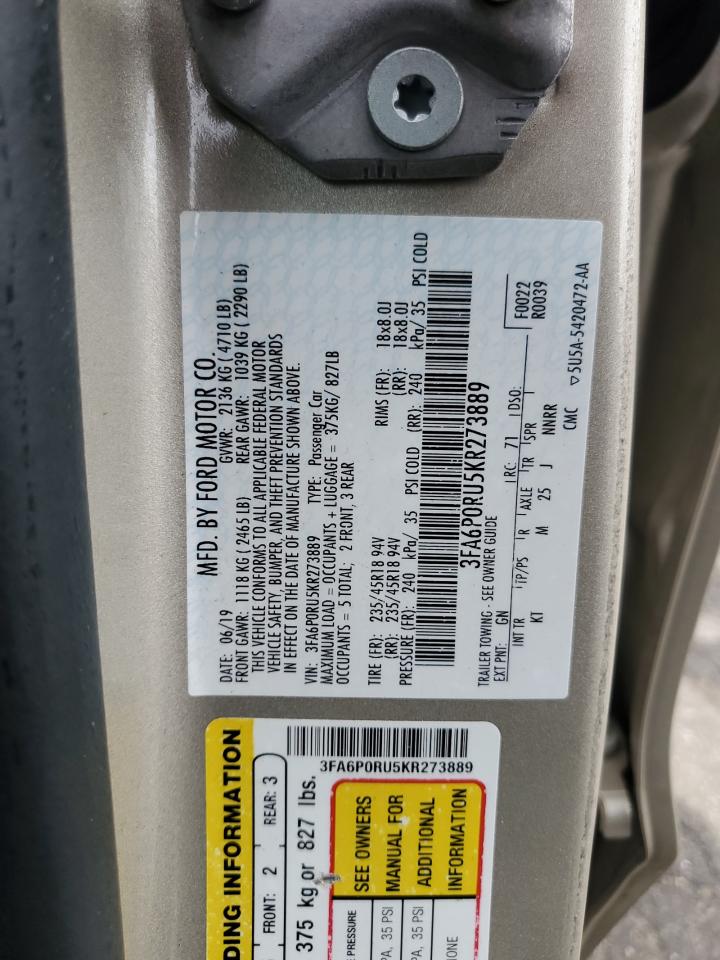 MFD. BY FORD MOTOR CO.
DATE: 06/19 GVWR: 2136 KG ( 4710 LB)
FRONT GAWR: 1118 KG ( 2465 LB) REAR GAWR: 1039 KG ( 2290 LB)
THIS VEHICLE CONFORMS TO ALL APPLICABLE FEDERAL MOTOR
VEHICLE SAFETY, BUMPER, AND THEFT PREVENTION STANDARDS
IN EFFECT ON THE DATE OF MANUFACTURE SHOWN ABOVE.
VIN: 3FA6P0RU5KR273889 TYPE: Passenger Car
MAXIMUM LOAD = OCCUPANTS + LUGGAGE = 375KG/ 827LB
OCCUPANTS = 5 TOTAL; 2 FRONT, 3 REAR
TIRE (FR): 235/45R18 94V RIMS (FR): 18x8.0J
(RR): 235/45R18 94V (RR): 18x8.0J
PRESSURE (FR): 240 kPa/ 35 PSI COLD (RR): 240 kPa/ 35 PSI COLD
3FA6P0RU5KR273889
TRAILER TOWING - SEE OWNER GUIDE
EXT PNT: GN RC: 71 DSO: F0022
R0039
INT TR TP/PS R AXLE TR SPR
KT M 25 J NNRR
CMC ▽5U5A-5420472-AA
DING INFORMATION
FRONT: 2 REAR: 3
375 kg or 827 lbs.
3FA6P0RU5KR273889
SEE OWNERS
MANUAL FOR
ADDITIONAL
INFORMATION
PRESSURE
PA, 35 PSI
PA, 35 PSI
ONE